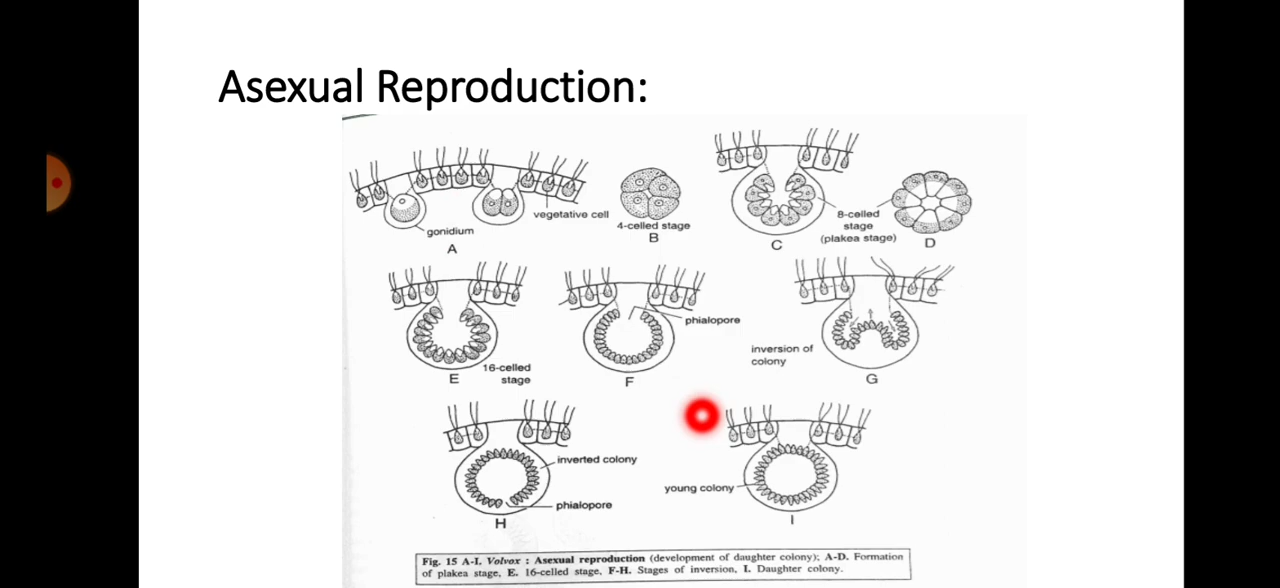 Asexual Reproduction:
gonidium
A
vegetative cell
4-celled stage
B
C
8-celled
stage
(plakea stage)
D
E
16-celled
stage
F
phialopore
inversion of
colony
G
inverted colony
phialopore
H
young colony
I
Fig. 15 A-I. Volvox : Asexual reproduction (development of daughter colony); A-D. Formation
of plakea stage, E. 16-celled stage, F-H. Stages of inversion, I. Daughter colony.